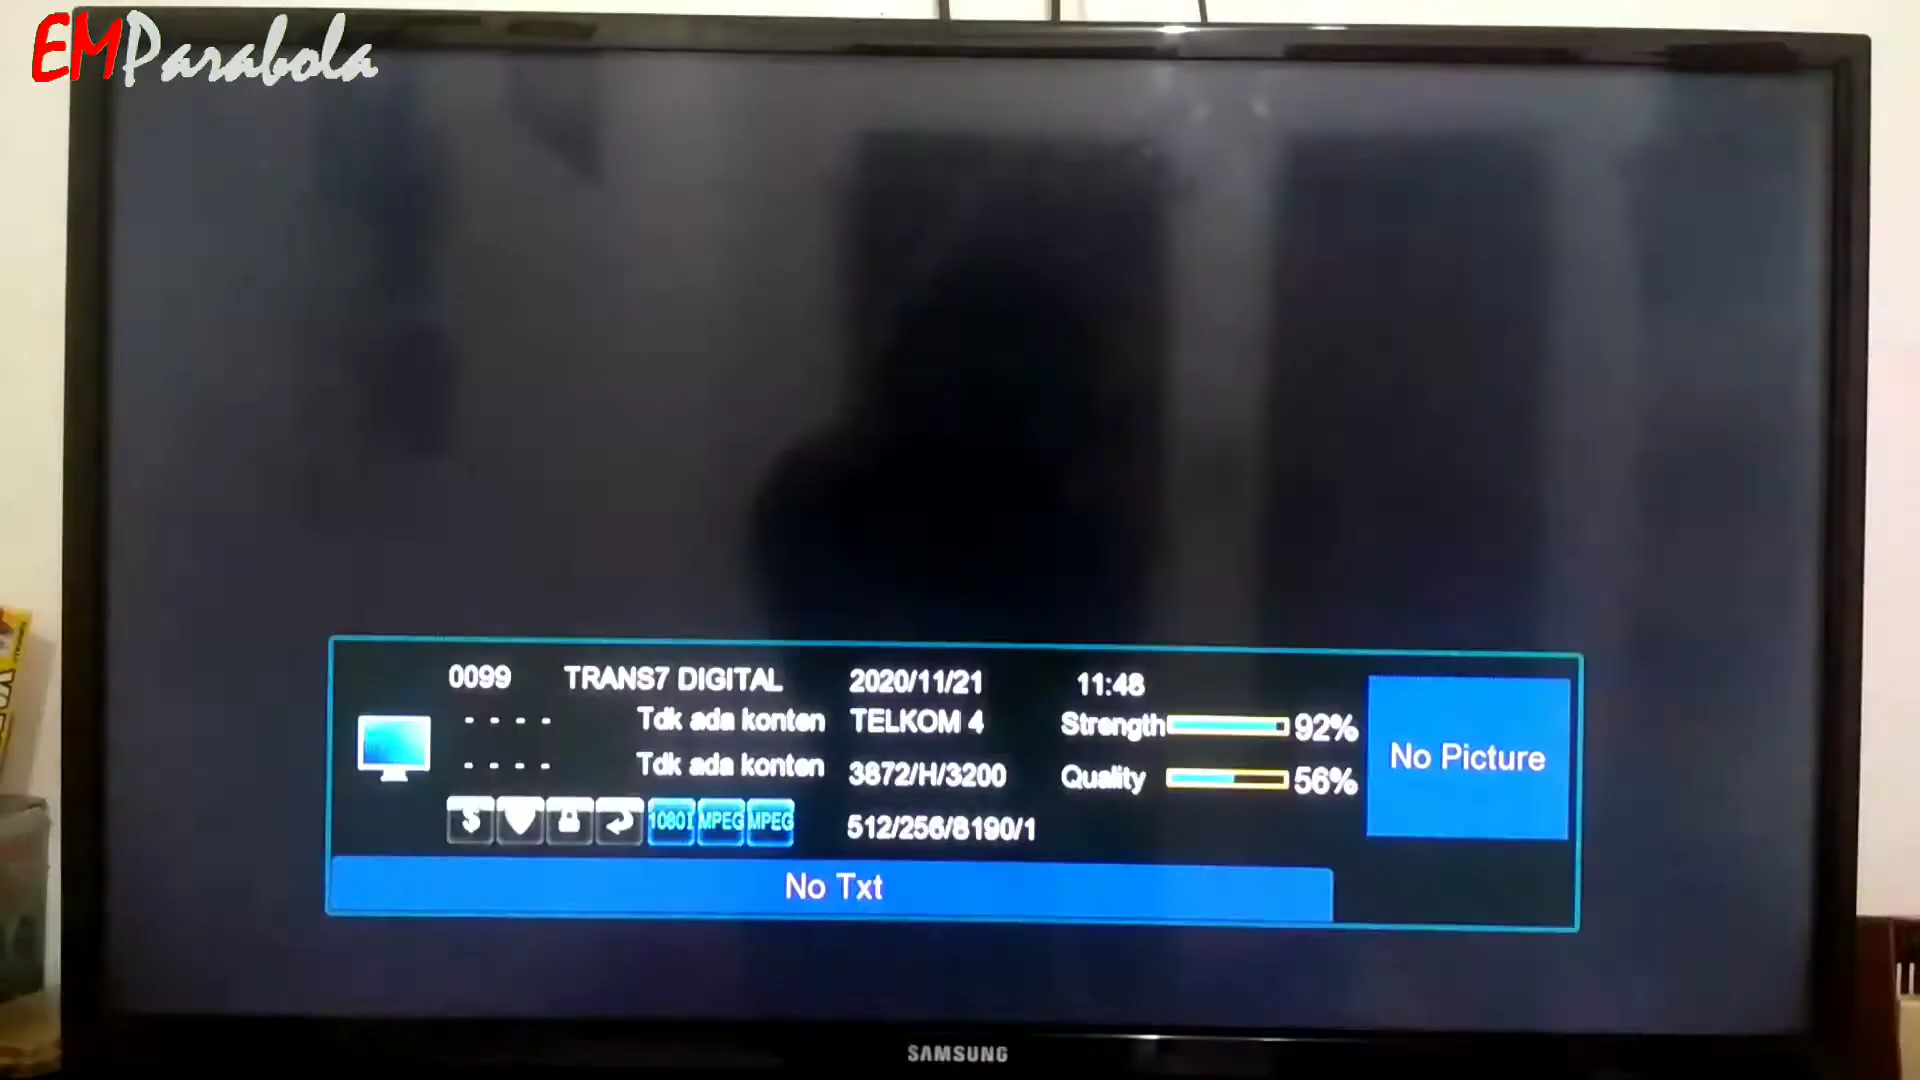 EMParabola
0099 TRANS7 DIGITAL 2020/11/21 11:48
- - - - Tdk ada konten TELKOM 4 Strength 92%
- - - - Tdk ada konten 3872/H/3200 Quality 56%
No Picture
$ 1080I MPEG MPEG 512/256/8190/1
No Txt
SAMSUNG